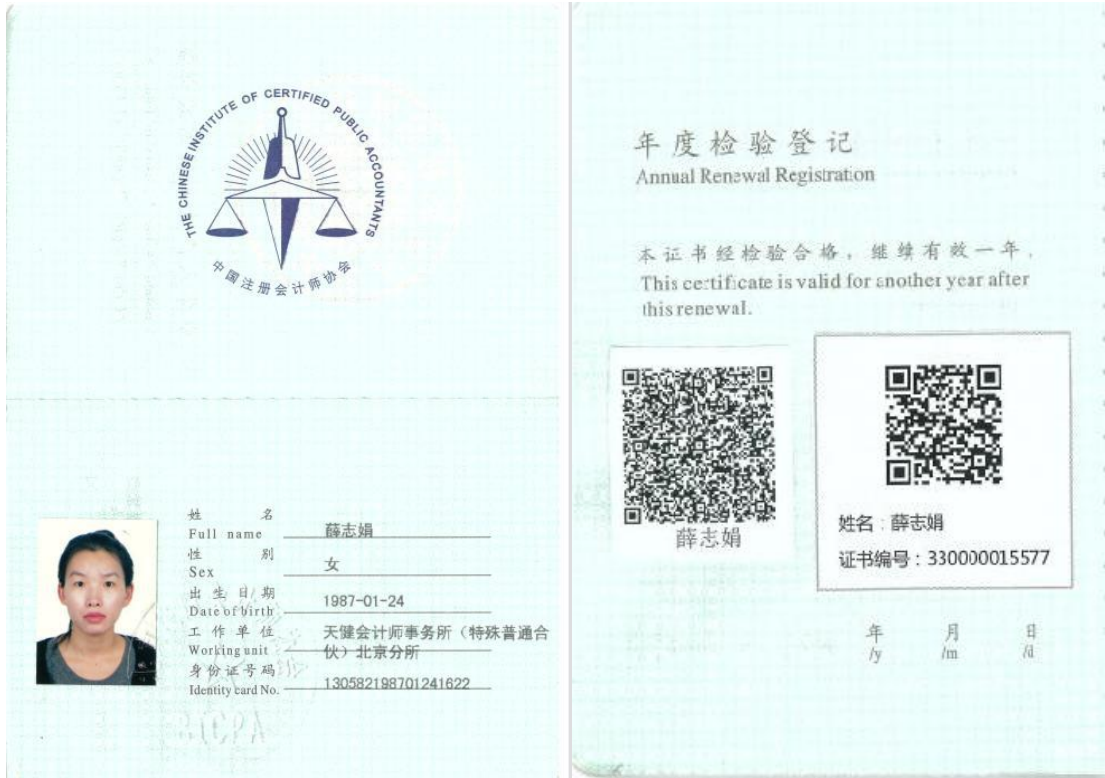 THE CHINESE INSTITUTE OF CERTIFIED PUBLIC ACCOUNTANTS
中国注册会计师协会
姓 名
Full name 薛志娟
性 别
Sex 女
出 生 日 期
Date of birth 1987-01-24
工 作 单 位 天健会计师事务所（特殊普通合
Working unit 伙）北京分所
身份证号码
Identity card No. 130582198701241622
年度检验登记
Annual Renewal Registration
本证书经检验合格，继续有效一年。
This certificate is valid for another year after
this renewal.
薛志娟
姓名：薛志娟
证书编号：330000015577
年 月 日
/y /m /d